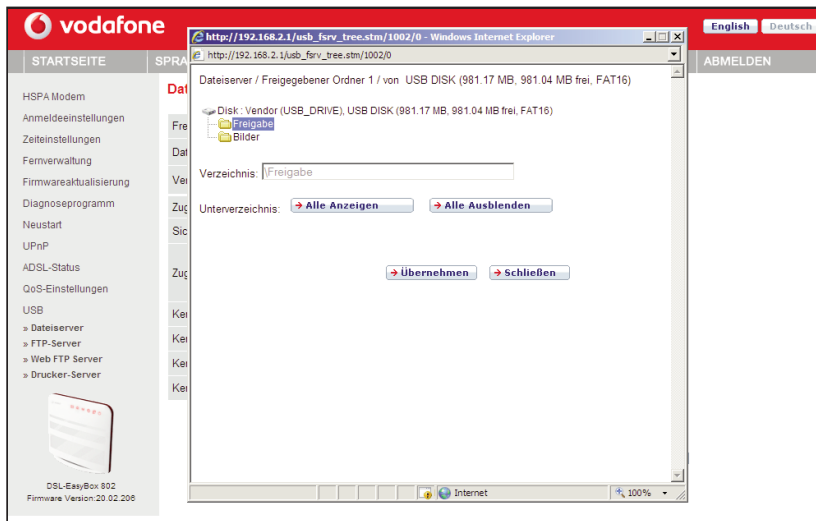 vodafone
English Deutsch
STARTSEITE SPRA ABMELDEN
HSPA Modem
Anmeldeeinstellungen
Zeiteinstellungen
Fernverwaltung
Firmwareaktualisierung
Diagnoseprogramm
Neustart
UPnP
ADSL-Status
QoS-Einstellungen
USB
» Dateiserver
» FTP-Server
» Web FTP Server
» Drucker-Server
DSL-EasyBox 802
Firmware Version:20.02.206
Dat
Fre
Dat
Ver
Zug
Sic
Zug
Ker
Ker
Ker
Ker
http://192.168.2.1/usb_fsrv_tree.stm/1002/0 - Windows Internet Explorer
http://192.168.2.1/usb_fsrv_tree.stm/1002/0
Dateiserver / Freigegebener Ordner 1 / von USB DISK (981.17 MB, 981.04 MB frei, FAT16)
Disk : Vendor (USB_DRIVE), USB DISK (981.17 MB, 981.04 MB frei, FAT16)
Freigabe
Bilder
Verzeichnis: \Freigabe
Unterverzeichnis: Alle Anzeigen Alle Ausblenden
Übernehmen Schließen
Internet 100%